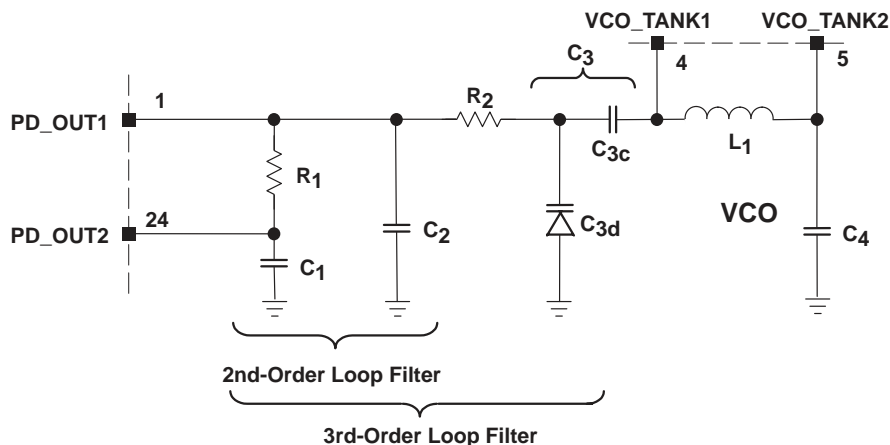 VCO_TANK1 VCO_TANK2
C3
4 5
1 R2
PD_OUT1
C3c L1
R1
24 VCO
PD_OUT2 C2 C3d C4
C1
2nd-Order Loop Filter
3rd-Order Loop Filter